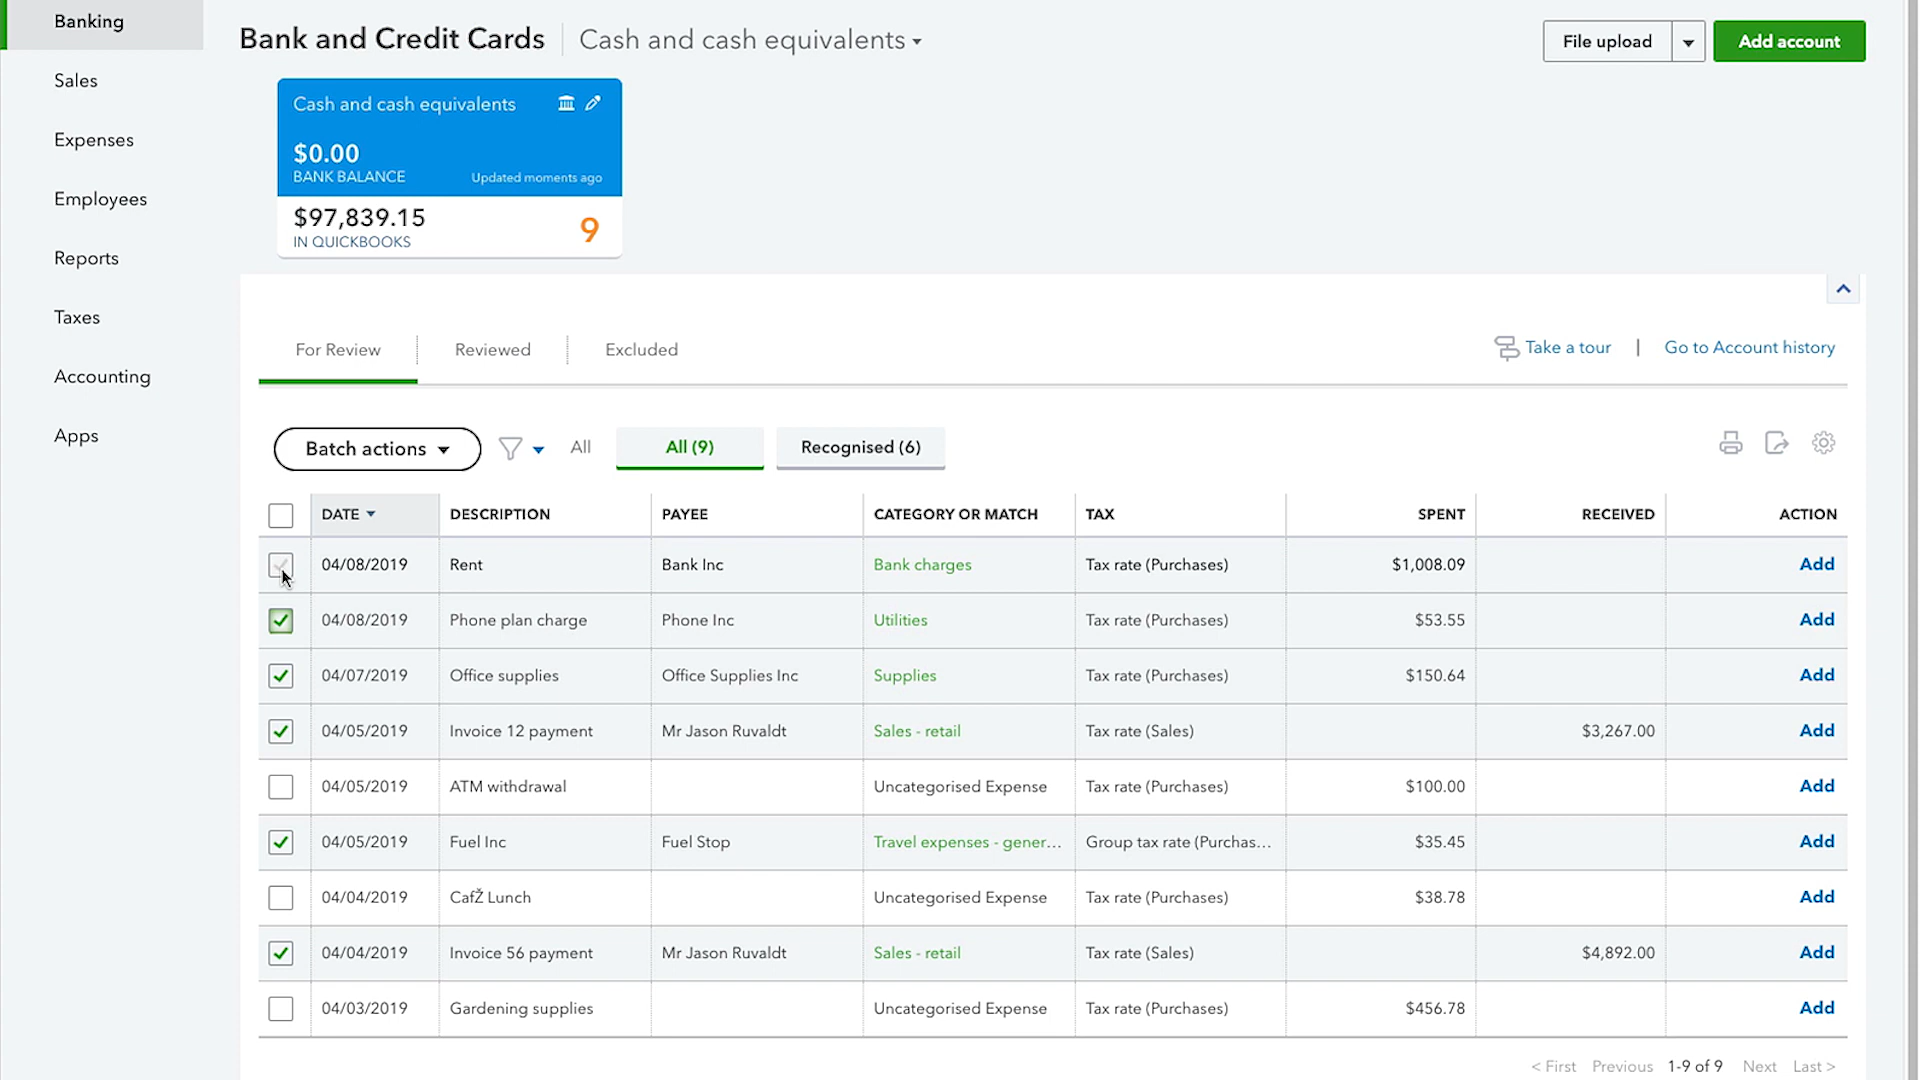 Banking
Sales
Expenses
Employees
Reports
Taxes
Accounting
Apps
Bank and Credit Cards Cash and cash equivalents
File upload Add account
Cash and cash equivalents
$0.00
BANK BALANCE Updated moments ago
$97,839.15 9
IN QUICKBOOKS
For Review Reviewed Excluded Take a tour | Go to Account history
Batch actions All All (9) Recognised (6)
DATE DESCRIPTION PAYEE CATEGORY OR MATCH TAX SPENT RECEIVED ACTION
04/08/2019 Rent Bank Inc Bank charges Tax rate (Purchases) $1,008.09 Add
04/08/2019 Phone plan charge Phone Inc Utilities Tax rate (Purchases) $53.55 Add
04/07/2019 Office supplies Office Supplies Inc Supplies Tax rate (Purchases) $150.64 Add
04/05/2019 Invoice 12 payment Mr Jason Ruvaldt Sales - retail Tax rate (Sales) $3,267.00 Add
04/05/2019 ATM withdrawal Uncategorised Expense Tax rate (Purchases) $100.00 Add
04/05/2019 Fuel Inc Fuel Stop Travel expenses - gener... Group tax rate (Purchas... $35.45 Add
04/04/2019 CafŽ Lunch Uncategorised Expense Tax rate (Purchases) $38.78 Add
04/04/2019 Invoice 56 payment Mr Jason Ruvaldt Sales - retail Tax rate (Sales) $4,892.00 Add
04/03/2019 Gardening supplies Uncategorised Expense Tax rate (Purchases) $456.78 Add
< First Previous 1-9 of 9 Next Last >